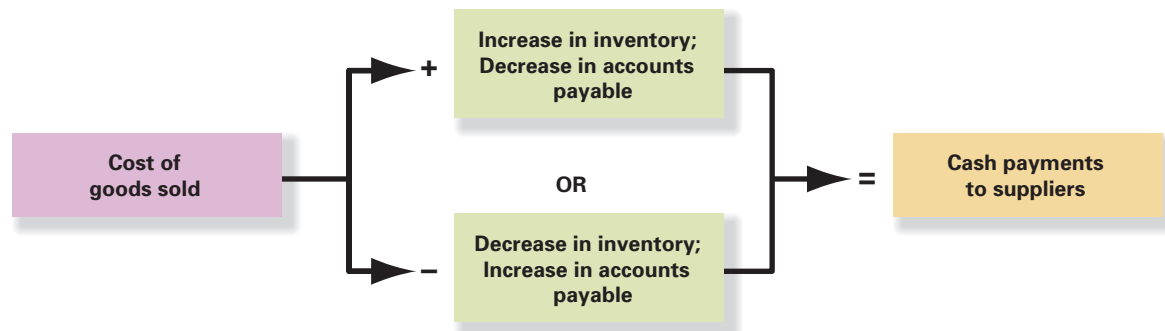 Cost of
goods sold
+
Increase in inventory;
Decrease in accounts
payable
OR
–
Decrease in inventory;
Increase in accounts
payable
=
Cash payments
to suppliers